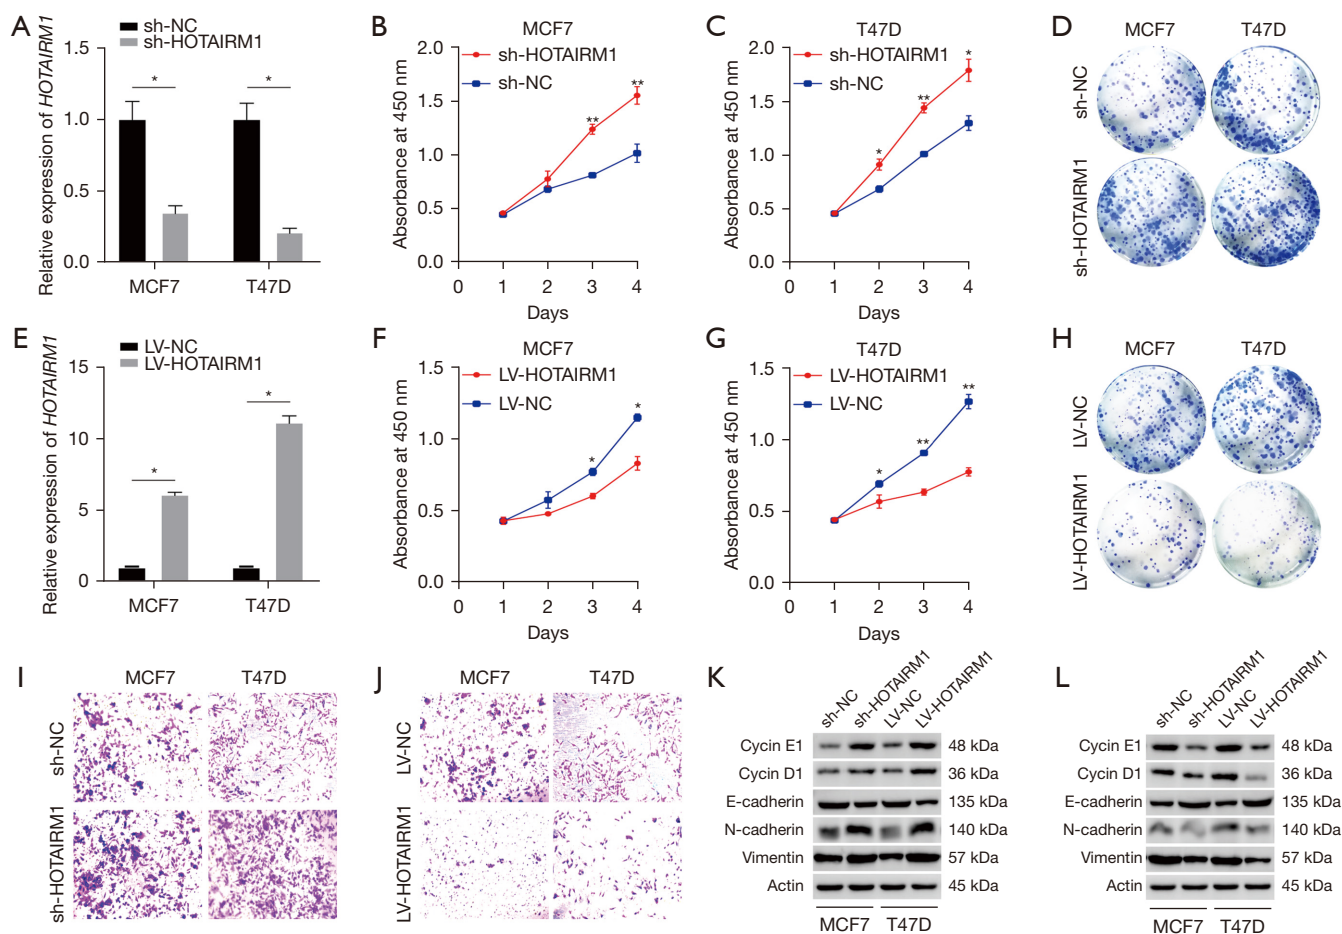 A
sh-NC
sh-HOTAIRM1
Relative expression of HOTAIRM1
1.5
1.0
0.5
0.0
*
*
MCF7
T47D
B
MCF7
sh-HOTAIRM1
sh-NC
Absorbance at 450 nm
2.0
1.5
1.0
0.5
0.0
**
**
0 1 2 3 4
Days
C
T47D
sh-HOTAIRM1
sh-NC
Absorbance at 450 nm
2.0
1.5
1.0
0.5
0.0
*
**
*
0 1 2 3 4
Days
D
MCF7
T47D
sh-NC
sh-HOTAIRM1
E
LV-NC
LV-HOTAIRM1
Relative expression of HOTAIRM1
15
10
5
0
*
*
MCF7
T47D
F
MCF7
LV-HOTAIRM1
LV-NC
Absorbance at 450 nm
1.5
1.0
0.5
0.0
*
*
0 1 2 3 4
Days
G
T47D
LV-HOTAIRM1
LV-NC
Absorbance at 450 nm
1.5
1.0
0.5
0.0
*
**
**
0 1 2 3 4
Days
H
MCF7
T47D
LV-NC
LV-HOTAIRM1
I
MCF7
T47D
sh-NC
sh-HOTAIRM1
J
MCF7
T47D
LV-NC
LV-HOTAIRM1
K
sh-NC
sh-HOTAIRM1
LV-NC
LV-HOTAIRM1
Cycin E1 48 kDa
Cycin D1 36 kDa
E-cadherin 135 kDa
N-cadherin 140 kDa
Vimentin 57 kDa
Actin 45 kDa
MCF7 T47D
L
sh-NC
sh-HOTAIRM1
LV-NC
LV-HOTAIRM1
Cycin E1 48 kDa
Cycin D1 36 kDa
E-cadherin 135 kDa
N-cadherin 140 kDa
Vimentin 57 kDa
Actin 45 kDa
MCF7 T47D